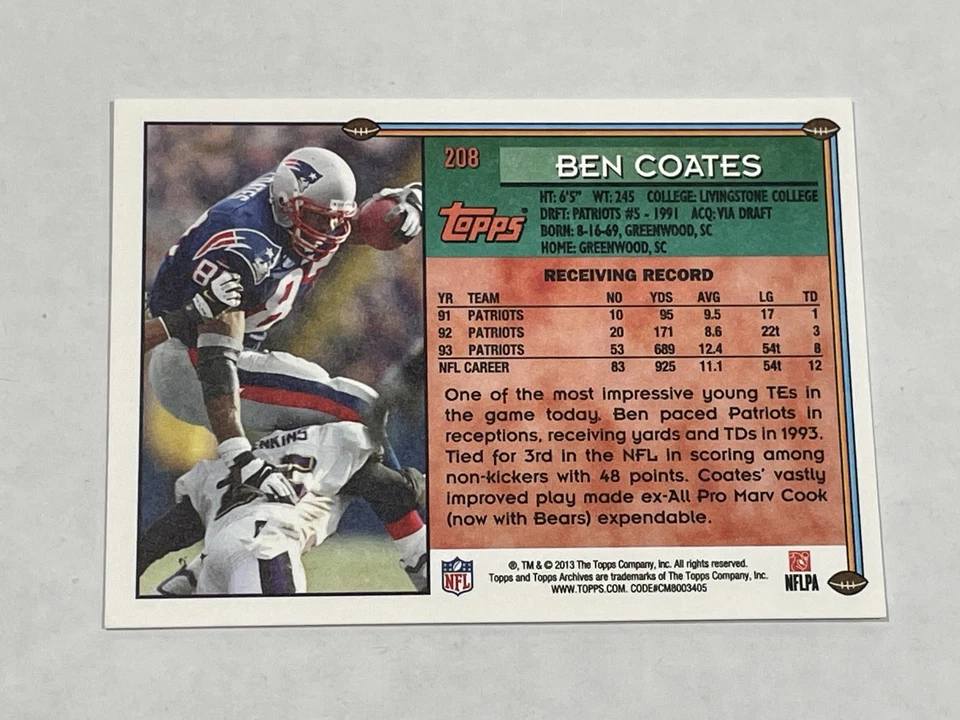 208
BEN COATES
TOPPS
HT: 6'5" WT: 245 COLLEGE: LIVINGSTONE COLLEGE
DRFT: PATRIOTS #5 - 1991 ACQ: VIA DRAFT
BORN: 8-16-69, GREENWOOD, SC
HOME: GREENWOOD, SC
RECEIVING RECORD
YR TEAM NO YDS AVG LG TD
91 PATRIOTS 10 95 9.5 17 1
92 PATRIOTS 20 171 8.6 22t 3
93 PATRIOTS 53 689 12.4 54t 8
NFL CAREER 83 925 11.1 54t 12
One of the most impressive young TEs in
the game today. Ben paced Patriots in
receptions, receiving yards and TDs in 1993.
Tied for 3rd in the NFL in scoring among
non-kickers with 48 points. Coates' vastly
improved play made ex-All Pro Marv Cook
(now with Bears) expendable.
NFL
®, TM & © 2013 The Topps Company, Inc. All rights reserved.
Topps and Topps Archives are trademarks of The Topps Company, Inc.
WWW.TOPPS.COM. CODE#CM8003405
NFLPA
8